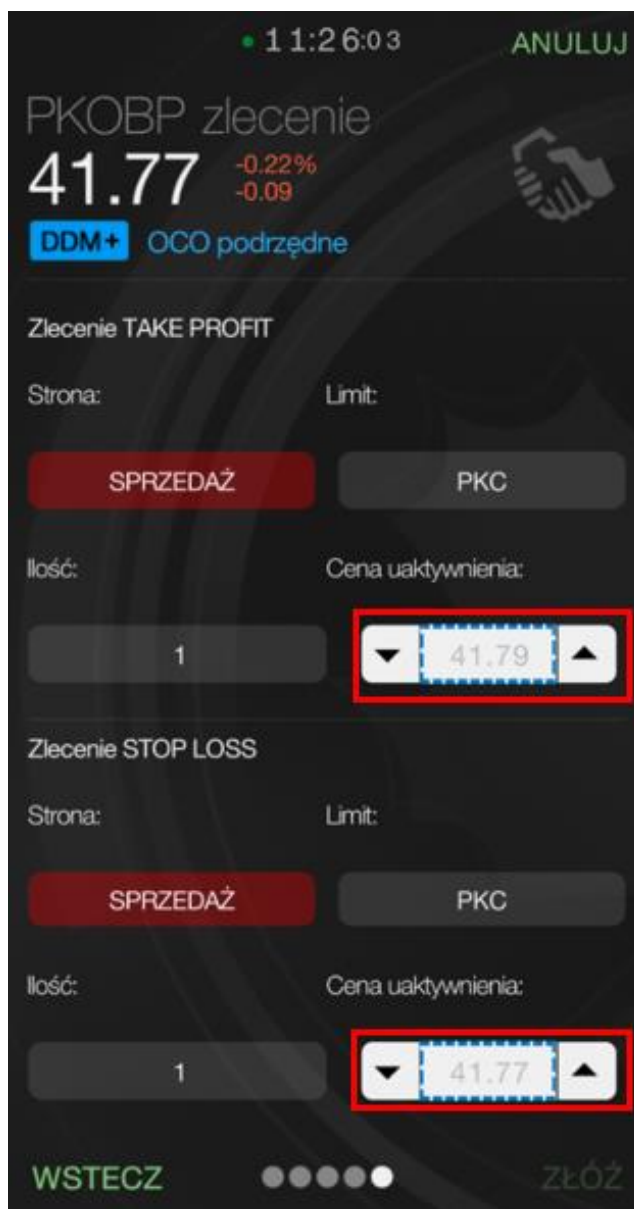 11:26:03 ANULUJ
PKOBP zlecenie
41.77 -0.22%
-0.09
DDM+ OCO podrzędne
Zlecenie TAKE PROFIT
Strona: Limit:
SPRZEDAŻ PKC
Ilość: Cena uaktywnienia:
1 41.79
Zlecenie STOP LOSS
Strona: Limit:
SPRZEDAŻ PKC
Ilość: Cena uaktywnienia:
1 41.77
WSTECZ ZŁÓŻ